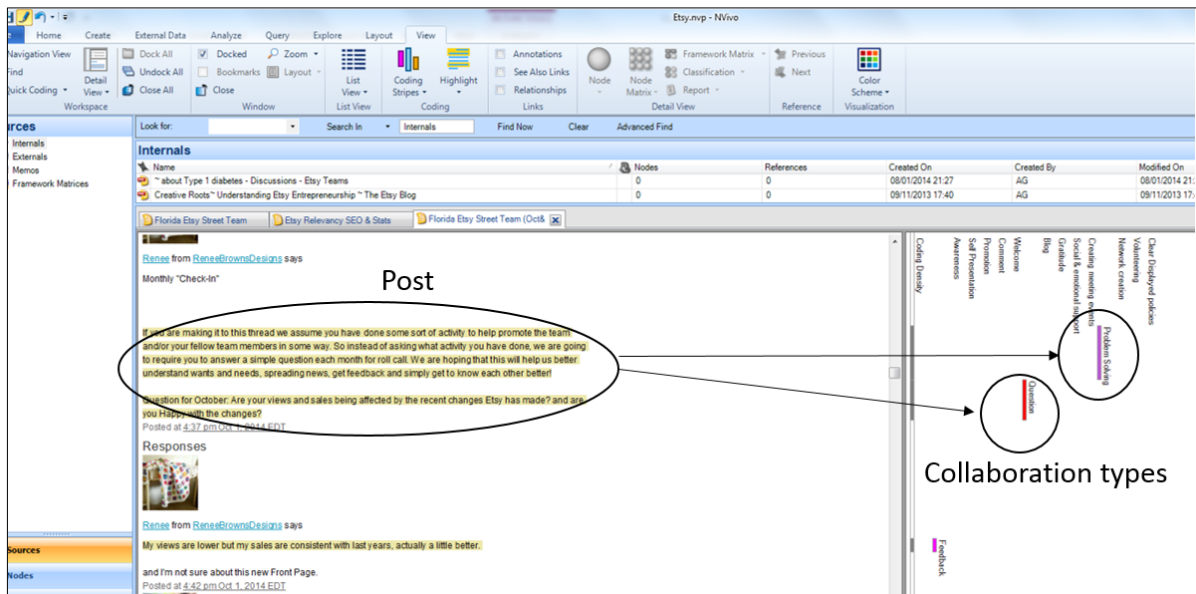 Etsy.nvp - NVivo
Home Create External Data Analyze Query Explore Layout View
Navigation View
Find
Quick Coding
Workspace
Detail View
Dock All
Undock All
Close All
Docked
Bookmarks
Close
Zoom
Layout
Window
List View
List View
Coding Stripes
Highlight
Coding
Annotations
See Also Links
Relationships
Links
Node
Node Matrix
Framework Matrix
Classification
Report
Detail View
Previous
Next
Reference
Color Scheme
Visualization
Look for: Search In Internals Find Now Clear Advanced Find
Internals
Externals
Memos
Framework Matrices
Internals
Name Nodes References Created On Created By Modified On
~ about Type 1 diabetes - Discussions - Etsy Teams 0 0 08/01/2014 21:27 AG 08/01/2014 21:
Creative Roots~ Understanding Etsy Entrepreneurship ~ The Etsy Blog 0 0 09/11/2013 17:40 AG
Florida Etsy Street Team Etsy Relevancy SEO & Stats Florida Etsy Street Team (Oct&
Renee from ReneeBrownsDesigns says
Monthly "Check-In"
Post
If you are making it to this thread we assume you have done some sort of activity to help promote the team
and/or your fellow team members in some way. So instead of asking what activity you have done, we are going
to require you to answer a simple question each month for roll call. We are hoping that this will help us better
understand wants and needs, spreading news, get feedback and simply get to know each other better!
Question for October: Are your views and sales being affected by the recent changes Etsy has made? and are
you Happy with the changes?
Posted at 4:37 pm Oct 1, 2014 EDT
Responses
Renee from ReneeBrownsDesigns says
My views are lower but my sales are consistent with last years, actually a little better.
and I'm not sure about this new Front Page.
Posted at 4:42 pm Oct 1, 2014 EDT
Coding Density
Awareness
Self Presentation
Promotion
Comment
Welcome
Blog
Gratitude
Social & emotional support
Creating meeting events
Network creation
Volunteering
Clear Displayed policies
Problem Solving
Question
Collaboration types
Feedback
Sources
Nodes